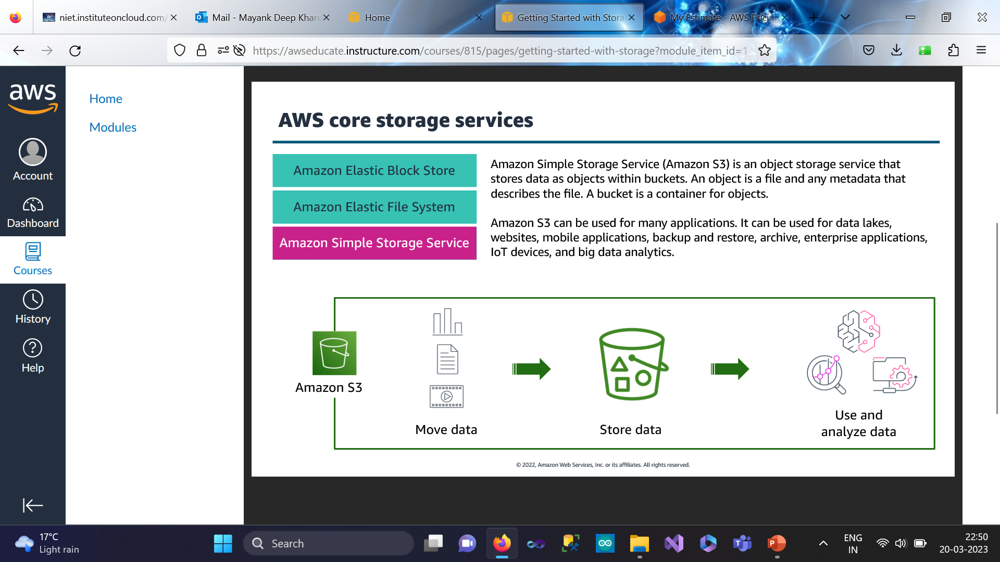 niet.instituteoncloud.com/
Mail - Mayank Deep Khare
Home
Getting Started with Stora
My Estimate - AWS Pricing
https://awseducate.instructure.com/courses/815/pages/getting-started-with-storage?module_item_id=14
aws
Account
Dashboard
Courses
History
Help
Home
Modules
AWS core storage services
Amazon Elastic Block Store
Amazon Elastic File System
Amazon Simple Storage Service
Amazon Simple Storage Service (Amazon S3) is an object storage service that
stores data as objects within buckets. An object is a file and any metadata that
describes the file. A bucket is a container for objects.
Amazon S3 can be used for many applications. It can be used for data lakes,
websites, mobile applications, backup and restore, archive, enterprise applications,
IoT devices, and big data analytics.
Amazon S3
Move data
Store data
Use and
analyze data
© 2022, Amazon Web Services, Inc. or its affiliates. All rights reserved.
17°C
Light rain
Search
ENG
IN
22:50
20-03-2023